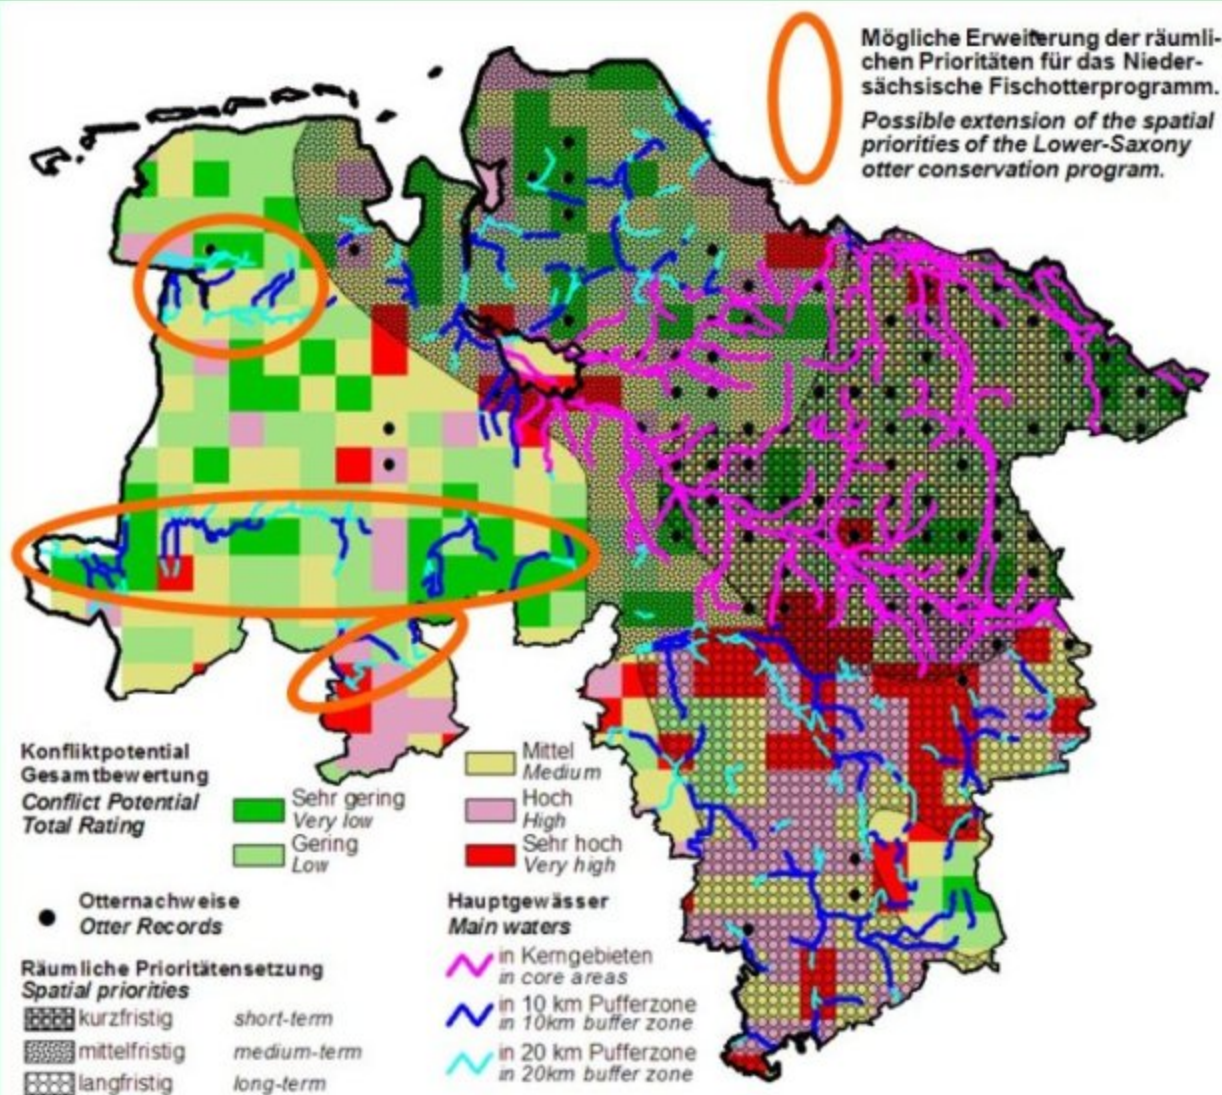 Mögliche Erweiterung der räumli-
chen Prioritäten für das Nieder-
sächsische Fischotterprogramm.
Possible extension of the spatial
priorities of the Lower-Saxony
otter conservation program.
Konfliktpotential
Gesamtbewertung
Conflict Potential
Total Rating
Sehr gering
Very low
Gering
Low
Mittel
Medium
Hoch
High
Sehr hoch
Very high
Otternachweise
Otter Records
Räumliche Prioritätensetzung
Spatial priorities
kurzfristig short-term
mittelfristig medium-term
langfristig long-term
Hauptgewässer
Main waters
in Kerngebieten
in core areas
in 10 km Pufferzone
in 10km buffer zone
in 20 km Pufferzone
in 20km buffer zone